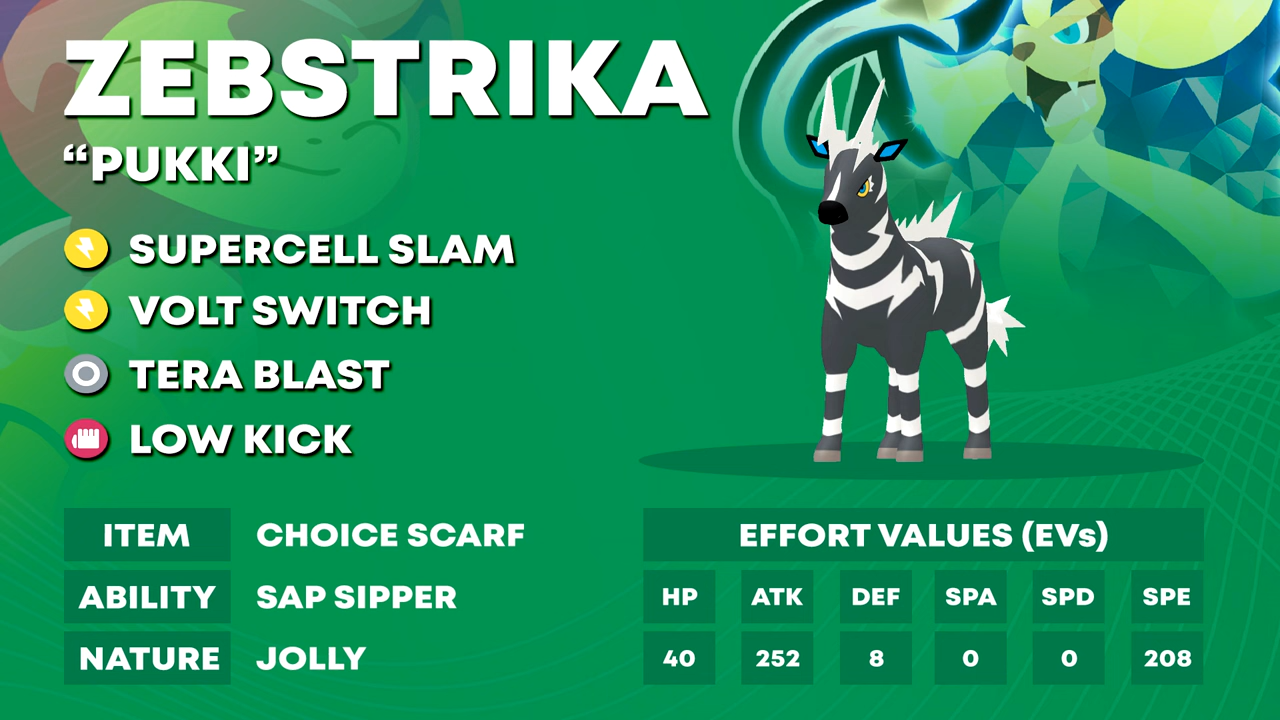 ZEBSTRIKA
“PUKKI”
SUPERCELL SLAM
VOLT SWITCH
TERA BLAST
LOW KICK
ITEM CHOICE SCARF
ABILITY SAP SIPPER
NATURE JOLLY
EFFORT VALUES (EVs)
HP ATK DEF SPA SPD SPE
40 252 8 0 0 208